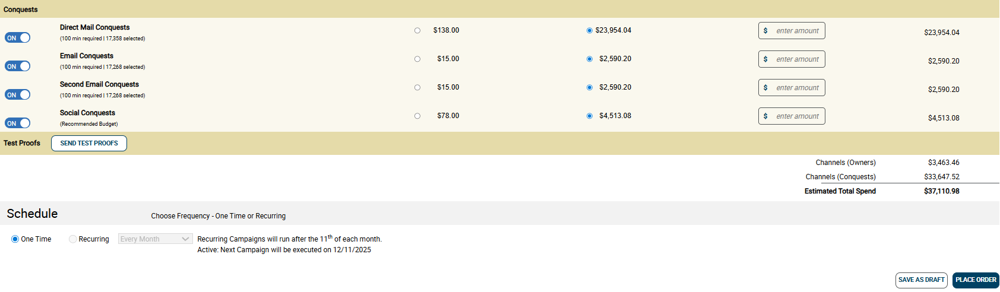 Conquests
ON Direct Mail Conquests $138.00 $23,954.04 $ enter amount $23,954.04
(100 min required | 17,358 selected)
ON Email Conquests $15.00 $2,590.20 $ enter amount $2,590.20
(100 min required | 17,268 selected)
ON Second Email Conquests $15.00 $2,590.20 $ enter amount $2,590.20
(100 min required | 17,268 selected)
ON Social Conquests $78.00 $4,513.08 $ enter amount $4,513.08
(Recommended Budget)
Test Proofs SEND TEST PROOFS
Channels (Owners) $3,463.46
Channels (Conquests) $33,647.52
Estimated Total Spend $37,110.98
Schedule Choose Frequency - One Time or Recurring
One Time Recurring Every Month Recurring Campaigns will run after the 11th of each month.
Active: Next Campaign will be executed on 12/11/2025
SAVE AS DRAFT PLACE ORDER